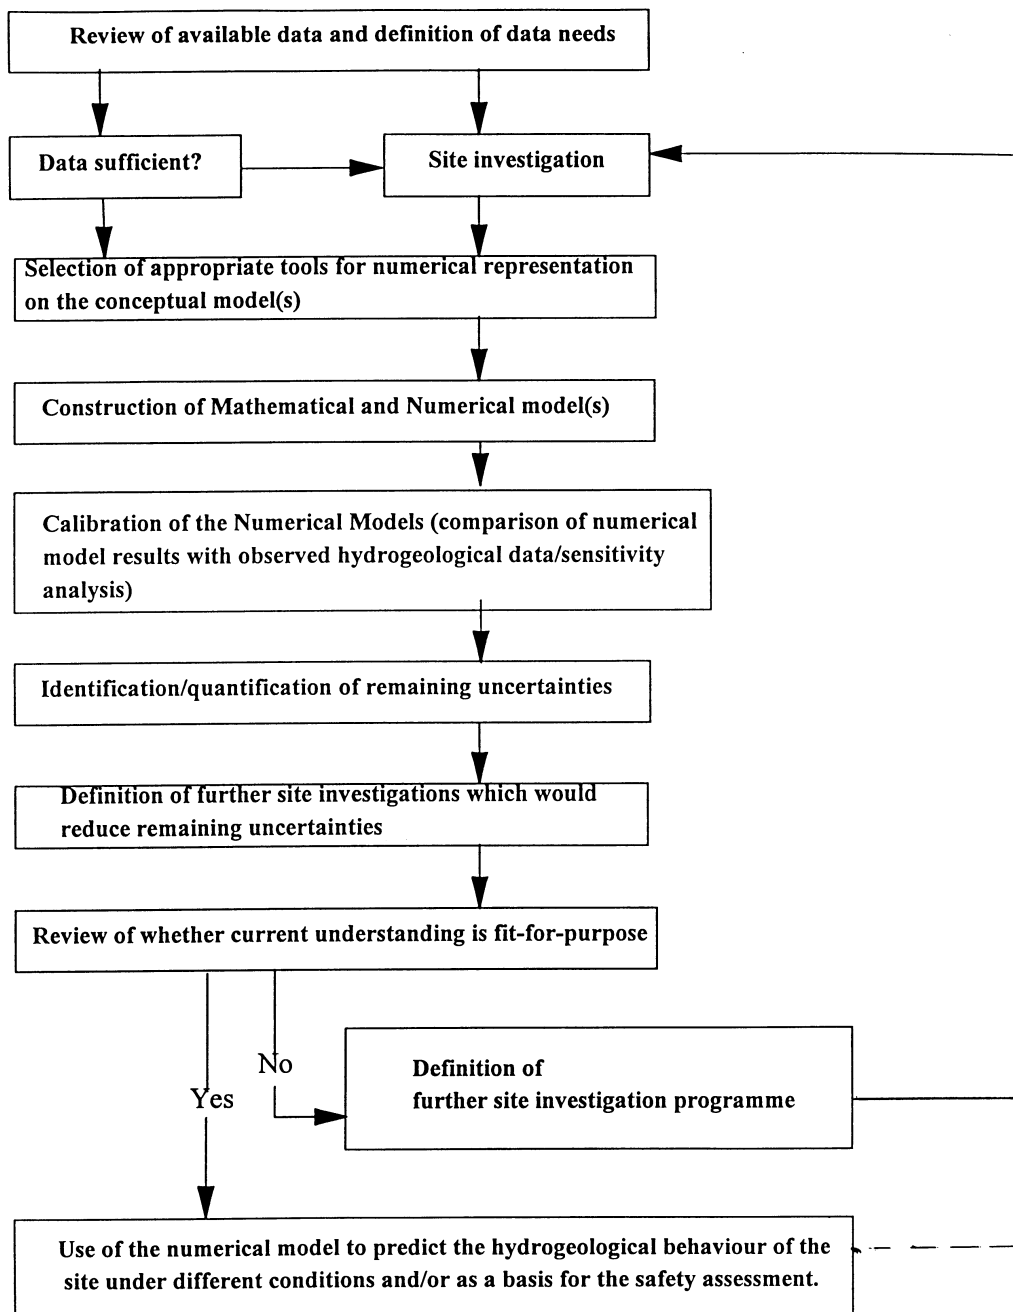 Review of available data and definition of data needs
Data sufficient?
Site investigation
Selection of appropriate tools for numerical representation
on the conceptual model(s)
Construction of Mathematical and Numerical model(s)
Calibration of the Numerical Models (comparison of numerical
model results with observed hydrogeological data/sensitivity
analysis)
Identification/quantification of remaining uncertainties
Definition of further site investigations which would
reduce remaining uncertainties
Review of whether current understanding is fit-for-purpose
No
Yes
Definition of
further site investigation programme
Use of the numerical model to predict the hydrogeological behaviour of the
site under different conditions and/or as a basis for the safety assessment.